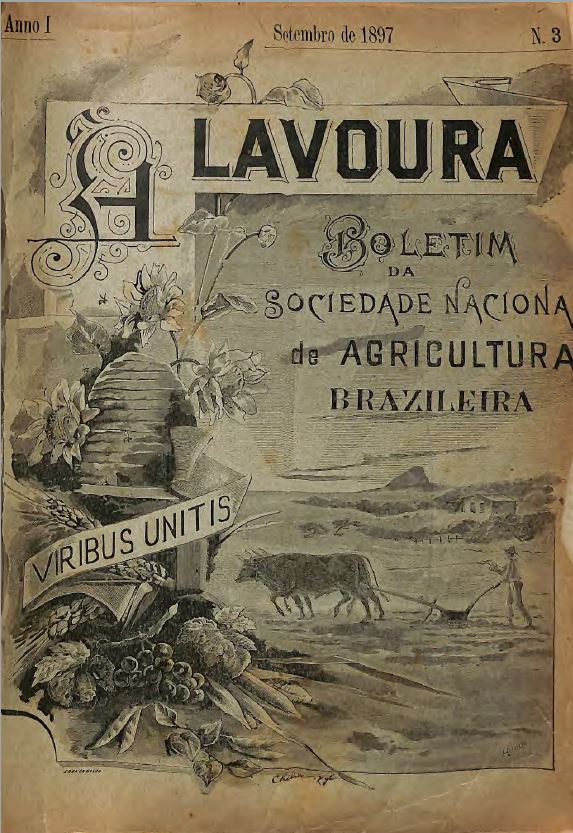 Anno I
Setembro de 1897
N. 3
A LAVOURA
BOLETIM
DA
SOCIEDADE NACIONA
de AGRICULTURA
BRAZILEIRA
VIRIBUS UNITIS